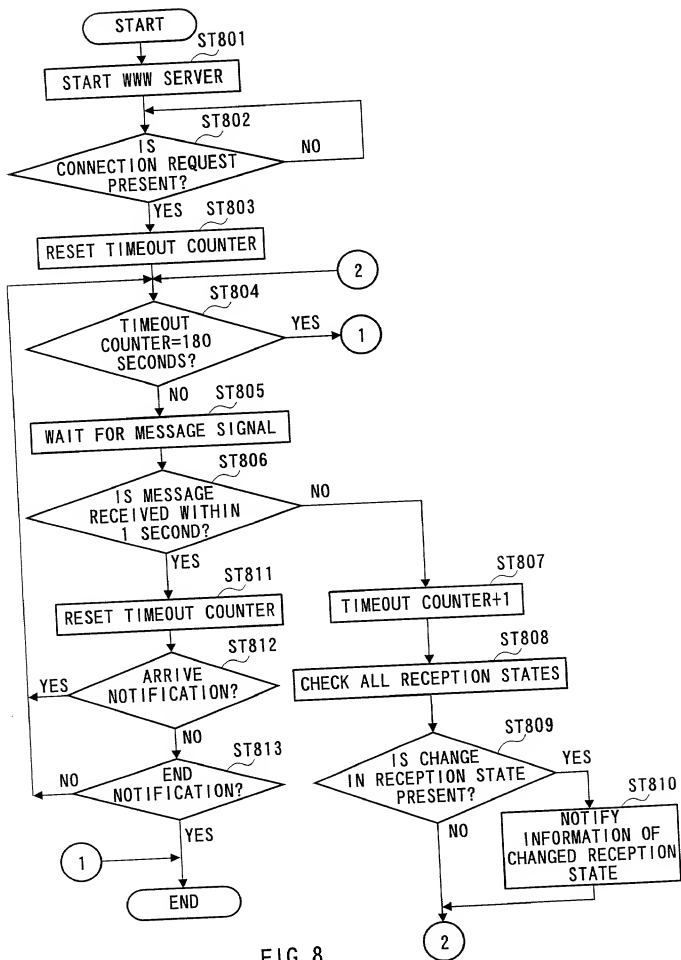 START
ST801
START WWW SERVER
ST802
IS
CONNECTION REQUEST
PRESENT?
NO
YES
ST803
RESET TIMEOUT COUNTER
2
ST804
TIMEOUT
COUNTER=180
SECONDS?
YES
1
NO
ST805
WAIT FOR MESSAGE SIGNAL
ST806
IS MESSAGE
RECEIVED WITHIN
1 SECOND?
NO
YES
ST807
TIMEOUT COUNTER+1
ST808
CHECK ALL RECEPTION STATES
ST809
IS CHANGE
IN RECEPTION STATE
PRESENT?
YES
NO
ST810
NOTIFY
INFORMATION OF
CHANGED RECEPTION
STATE
2
ST811
RESET TIMEOUT COUNTER
ST812
ARRIVE
NOTIFICATION?
YES
NO
ST813
END
NOTIFICATION?
NO
YES
1
END
FIG.8